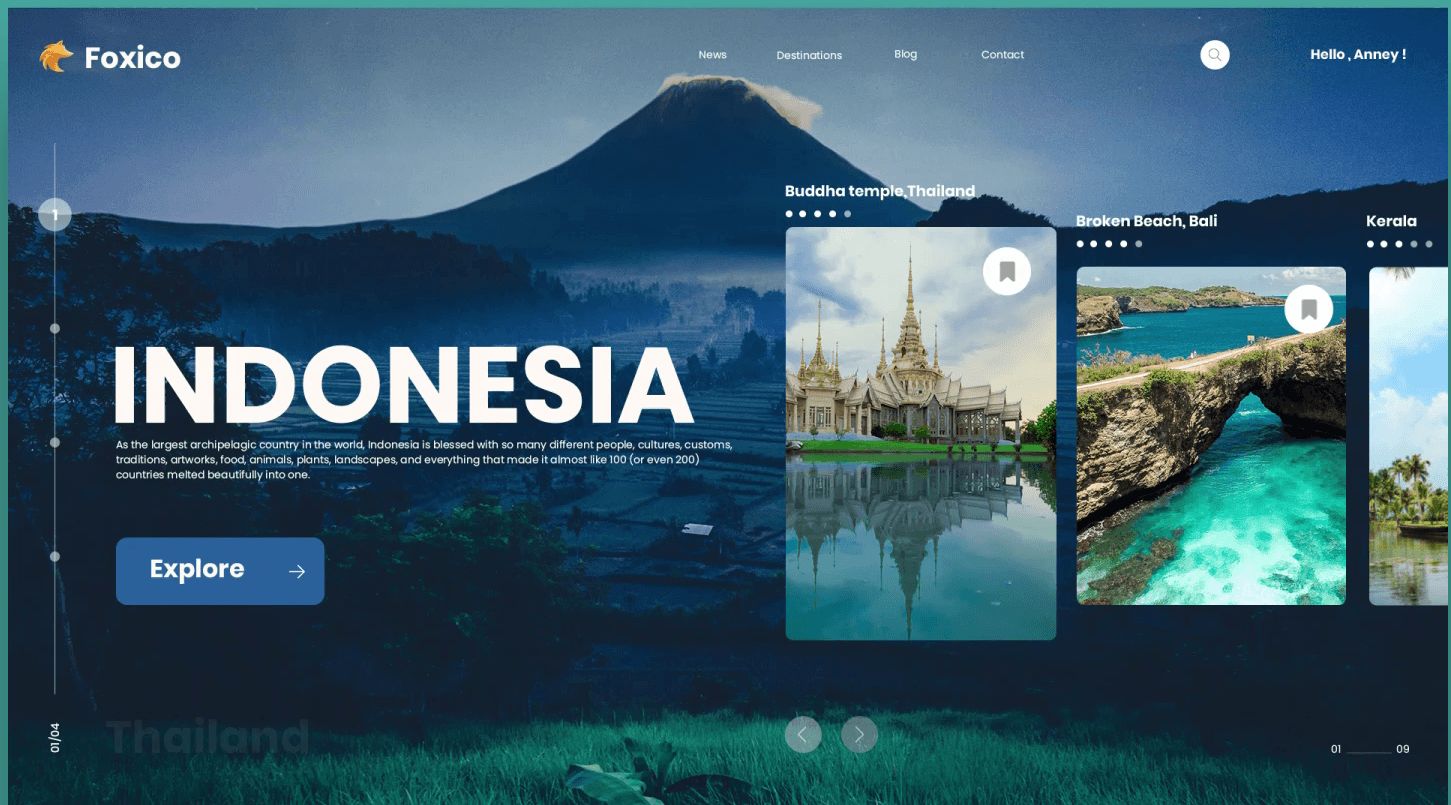 Foxico
News
Destinations
Blog
Contact
Hello , Anney !
1
Buddha temple,Thailand
Broken Beach, Bali
Kerala
INDONESIA
As the largest archipelagic country in the world, Indonesia is blessed with so many different people, cultures, customs,
traditions, artworks, food, animals, plants, landscapes, and everything that made it almost like 100 (or even 200)
countries melted beautifully into one.
Explore
01/04
Thailand
01
09